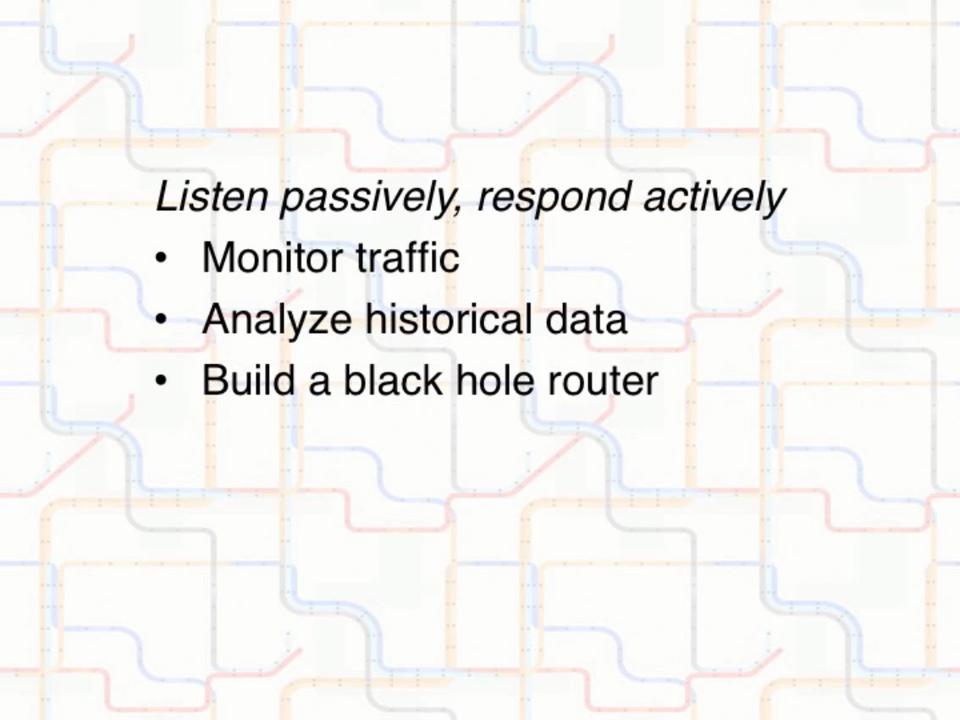 Listen passively, respond actively
• Monitor traffic
• Analyze historical data
• Build a black hole router